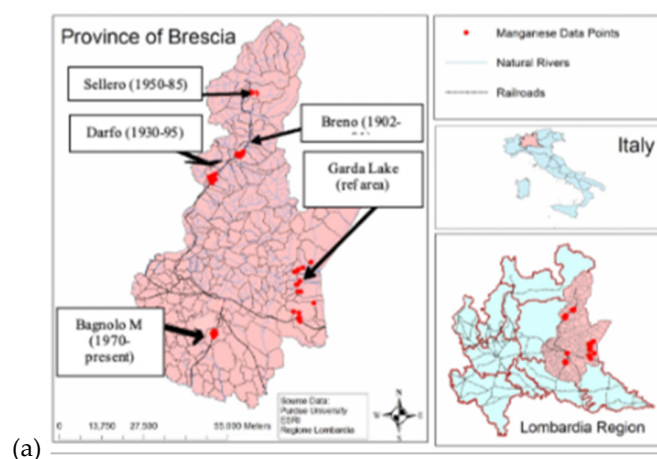 Province of Brescia
Sellero (1950-85)
Darfo (1930-95)
Breno (1902-
Garda Lake
(ref area)
Bagnolo M
(1970-
present)
0 13,750 27,500 55,000 Meters
Source Data:
Purdue University
ESRI
Regione Lombardia
N
W E
S
Manganese Data Points
Natural Rivers
Railroads
Italy
Lombardia Region
(a)